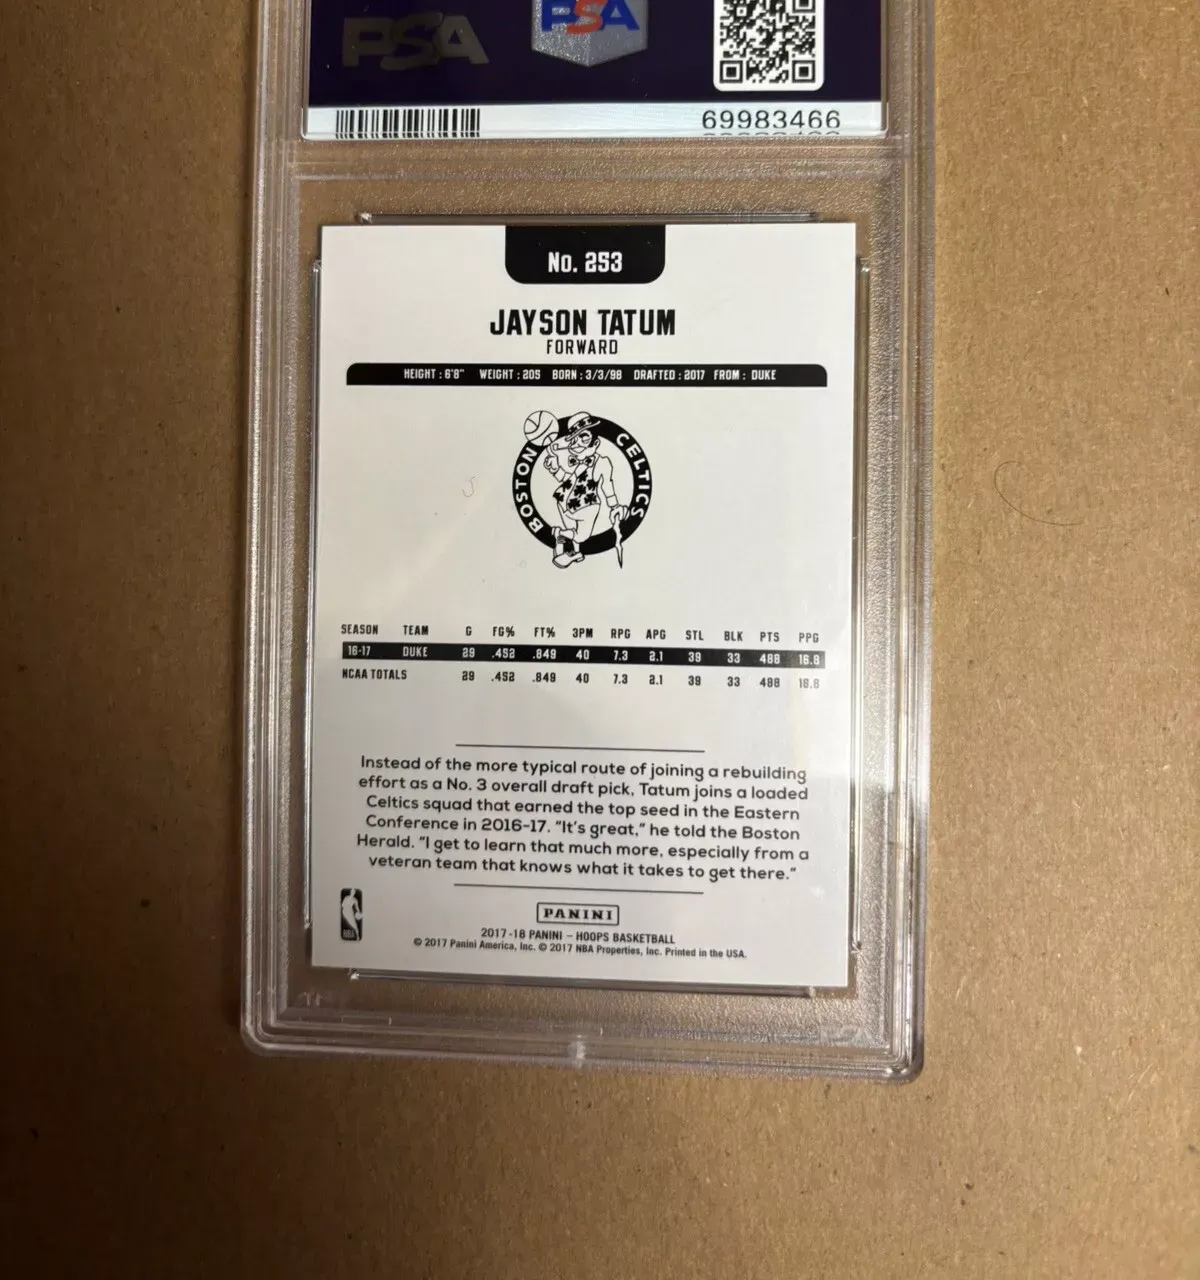 PSA
PSA
69983466
No. 253
JAYSON TATUM
FORWARD
HEIGHT : 6'8" WEIGHT : 205 BORN : 3/3/98 DRAFTED : 2017 FROM : DUKE
BOSTON CELTICS
SEASON TEAM G FG% FT% 3PM RPG APG STL BLK PTS PPG
16-17 DUKE 29 .452 .849 40 7.3 2.1 39 33 488 16.8
NCAA TOTALS 29 .452 .849 40 7.3 2.1 39 33 488 16.8
Instead of the more typical route of joining a rebuilding
effort as a No. 3 overall draft pick, Tatum joins a loaded
Celtics squad that earned the top seed in the Eastern
Conference in 2016-17. "It's great," he told the Boston
Herald. "I get to learn that much more, especially from a
veteran team that knows what it takes to get there."
NBA
PANINI
2017-18 PANINI – HOOPS BASKETBALL
© 2017 Panini America, Inc. © 2017 NBA Properties, Inc. Printed in the USA.